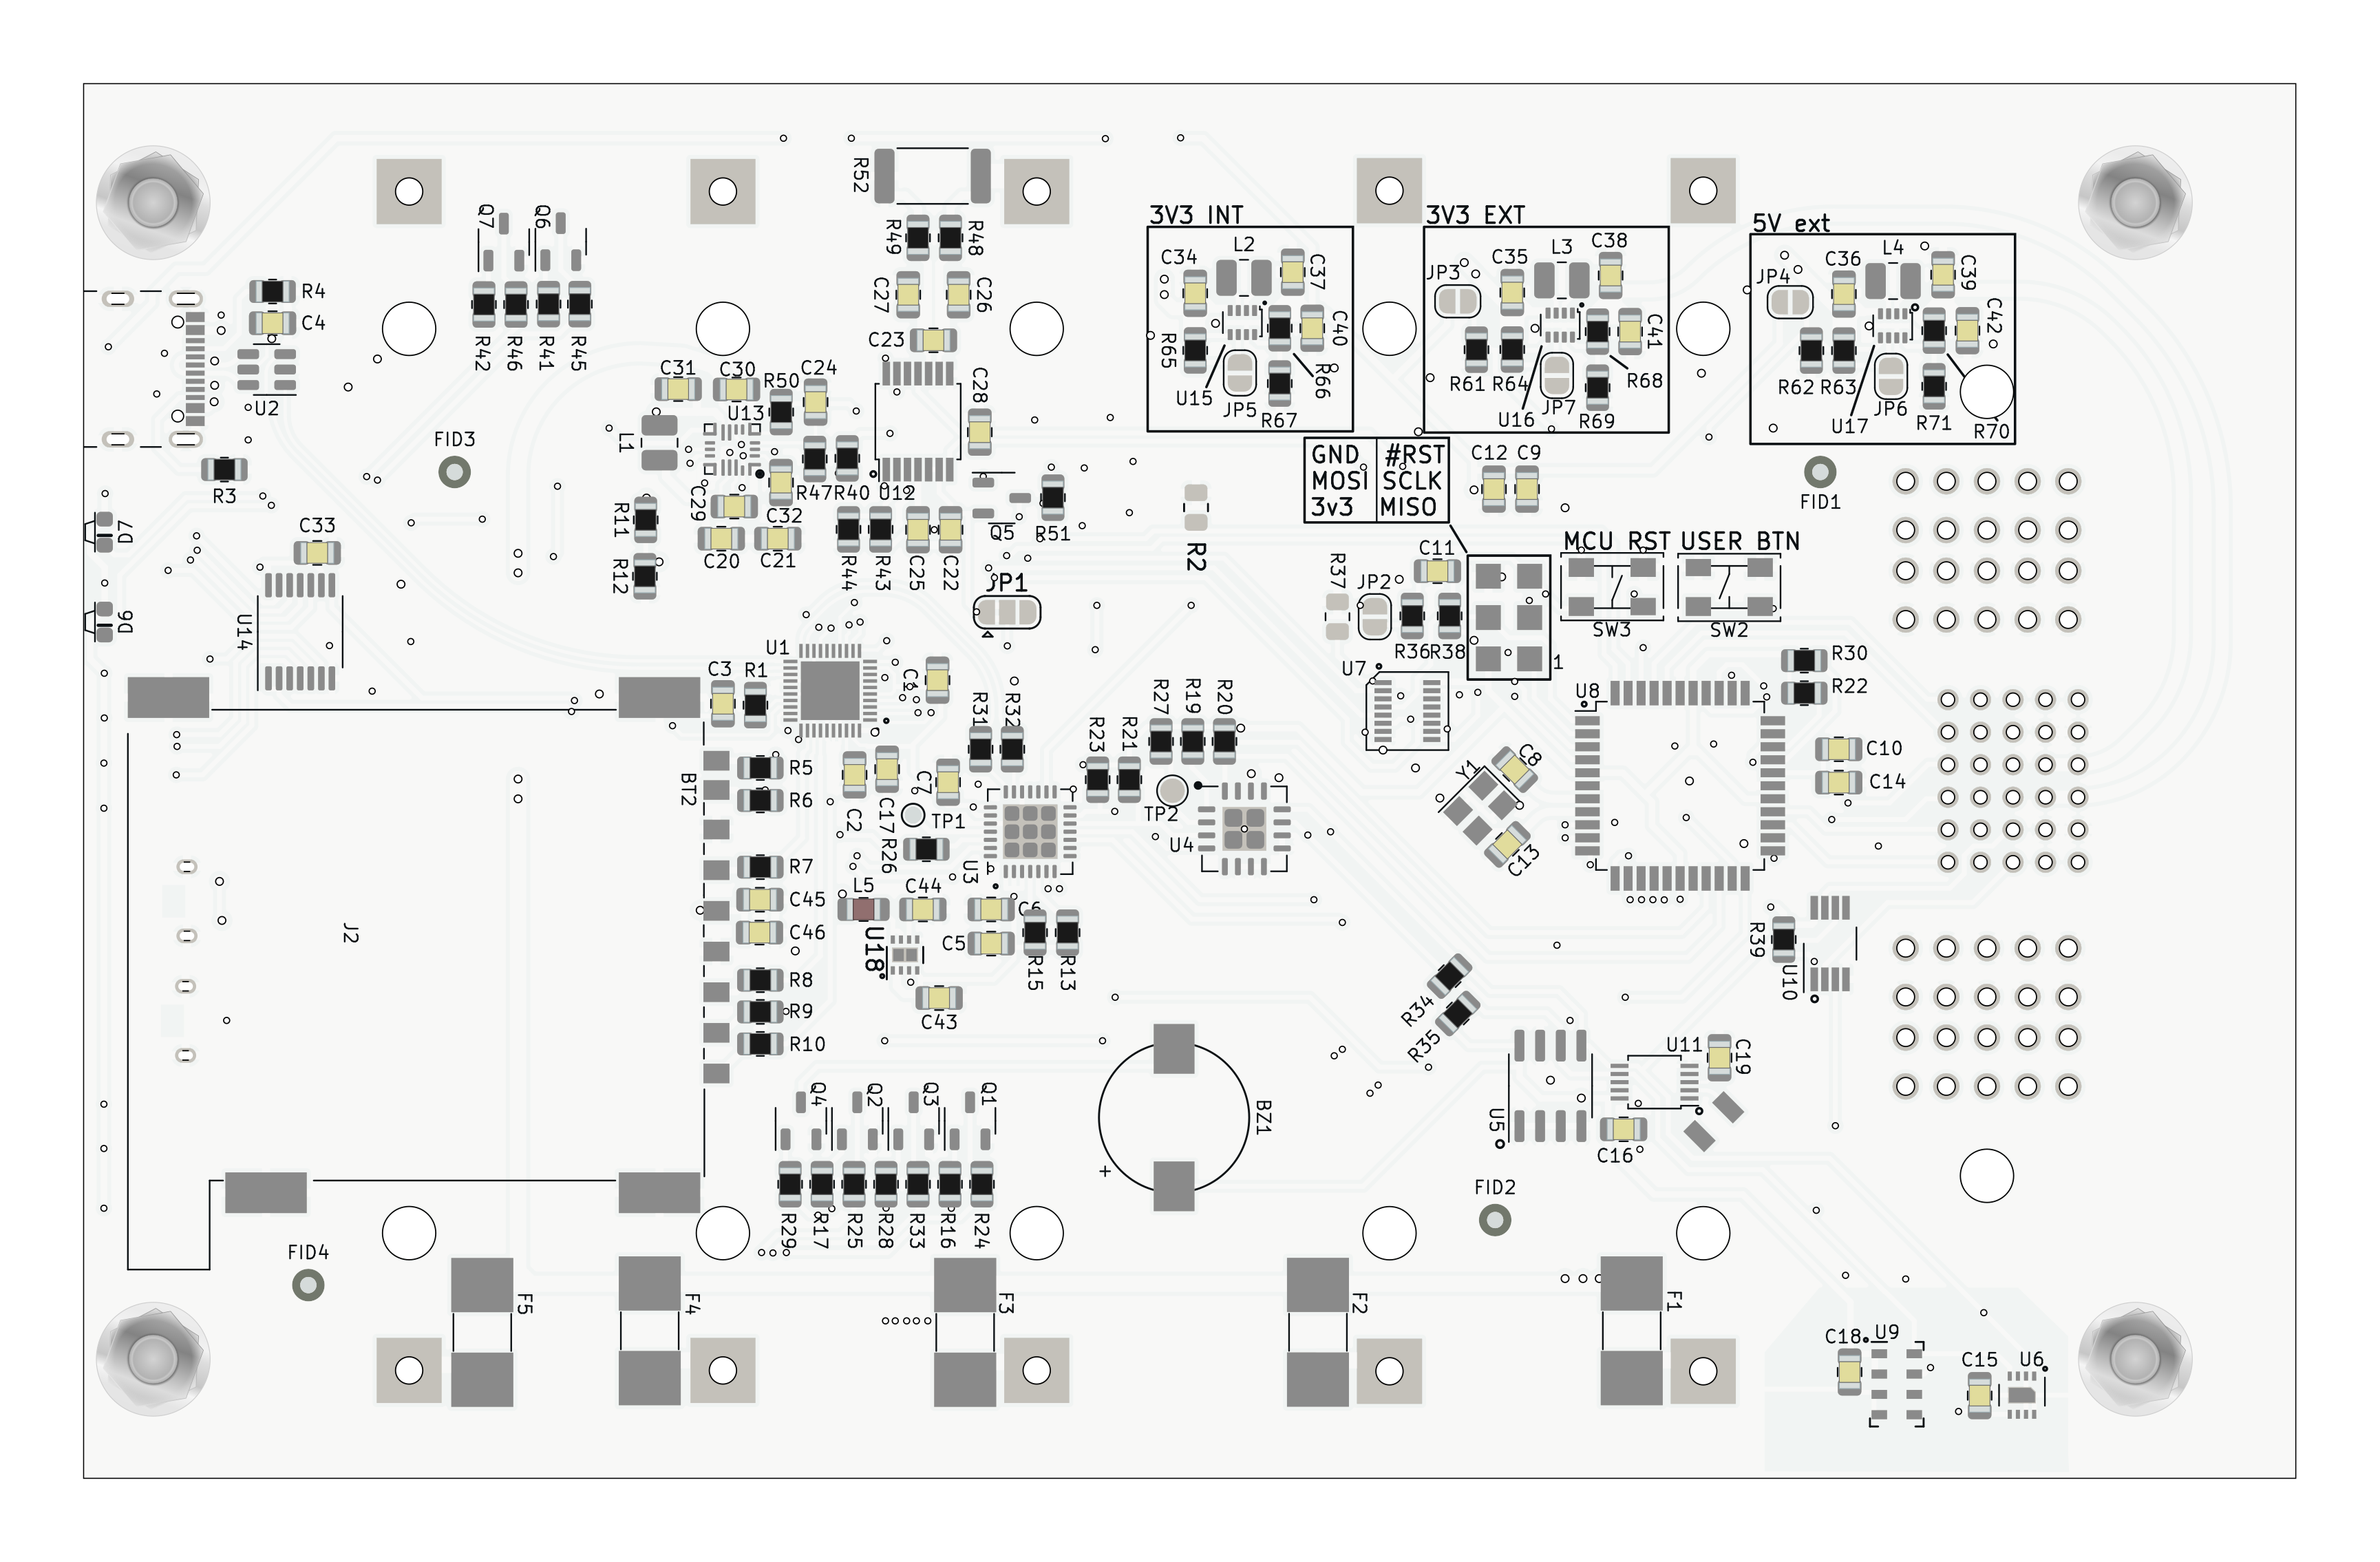 R52
Q7
Q6
R49
R48
3V3 INT
3V3 EXT
5V ext
C34
L2
C37
C35
L3
C38
C36
L4
C39
JP3
JP4
R4
C4
C27
C26
C23
R42
R46
R41
R45
U2
C31
C30
R50
C24
C28
R65
C40
R66
U15
JP5
R67
R61
R64
C41
R68
U16
JP7
R69
R62
R63
C42
U17
JP6
R71
R70
U13
L1
FID3
R3
C29
R47
R40
U12
C32
C20
C21
R11
R12
R44
R43
C25
C22
Q5
R51
GND #RST
MOSI SCLK
3v3 MISO
C12
C9
FID1
D7
D6
C33
U14
JP1
R2
R37
JP2
C11
MCU RST
USER BTN
SW3
SW2
R36
R38
1
U7
U1
C3
R1
C1
R31
R32
R27
R19
R20
R23
R21
R30
R22
U8
C10
C14
R5
R6
BT2
C2
C17
C7
TP1
R26
U3
TP2
U4
Y1
C8
C13
R7
C45
C46
L5
C44
C6
C5
U18
C43
R15
R13
J2
R8
R9
R10
R39
U10
R34
R35
U11
C19
U5
C16
Q4
Q2
Q3
Q1
BZ1
+
R29
R17
R25
R28
R33
R16
R24
FID2
FID4
F5
F4
F3
F2
F1
C18
U9
C15
U6